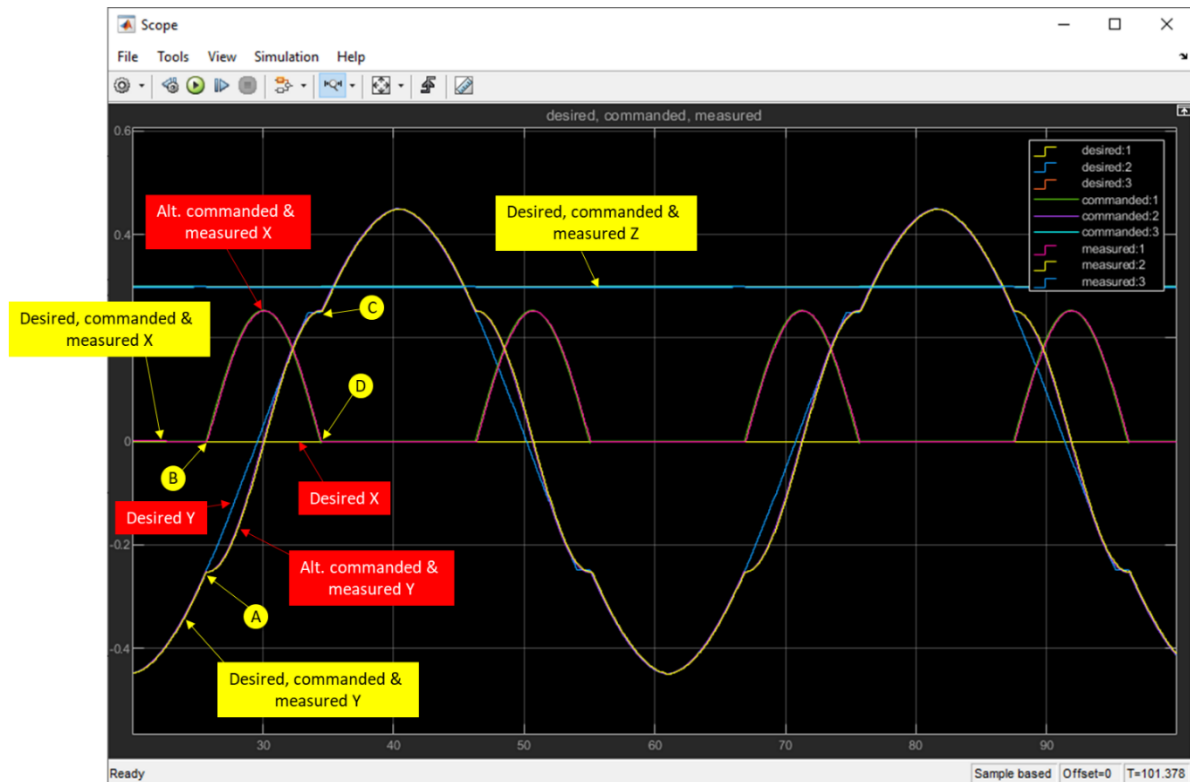 Scope
File Tools View Simulation Help
desired, commanded, measured
0.6
0.4
0.2
0
-0.2
-0.4
30
40
50
60
70
80
90
desired:1
desired:2
desired:3
commanded:1
commanded:2
commanded:3
measured:1
measured:2
measured:3
Alt. commanded &
measured X
Desired, commanded &
measured Z
Desired, commanded &
measured X
C
D
B
Desired X
Desired Y
Alt. commanded &
measured Y
A
Desired, commanded &
measured Y
Ready
Sample based Offset=0 T=101.378